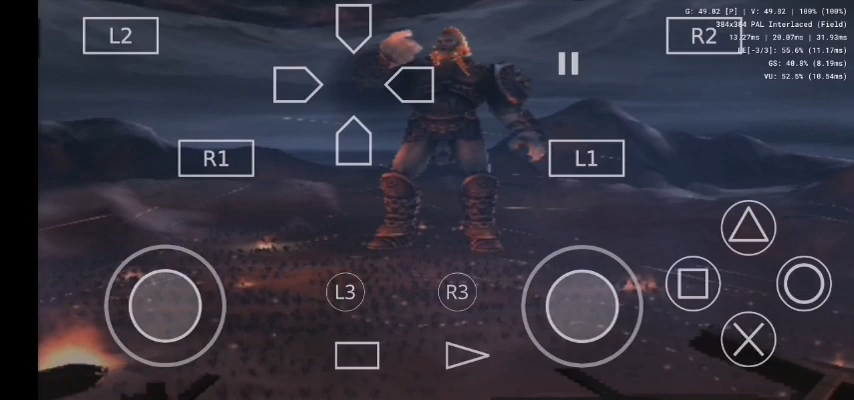 G: 49.82 [P] | V: 49.82 | 100% (100%)
384x384 PAL Interlaced (Field)
13.27ms | 20.07ms | 31.93ms
EE[-3/3]: 55.6% (11.17ms)
GS: 40.8% (8.19ms)
VU: 52.5% (10.54ms)
L2
R2
R1
L1
L3
R3